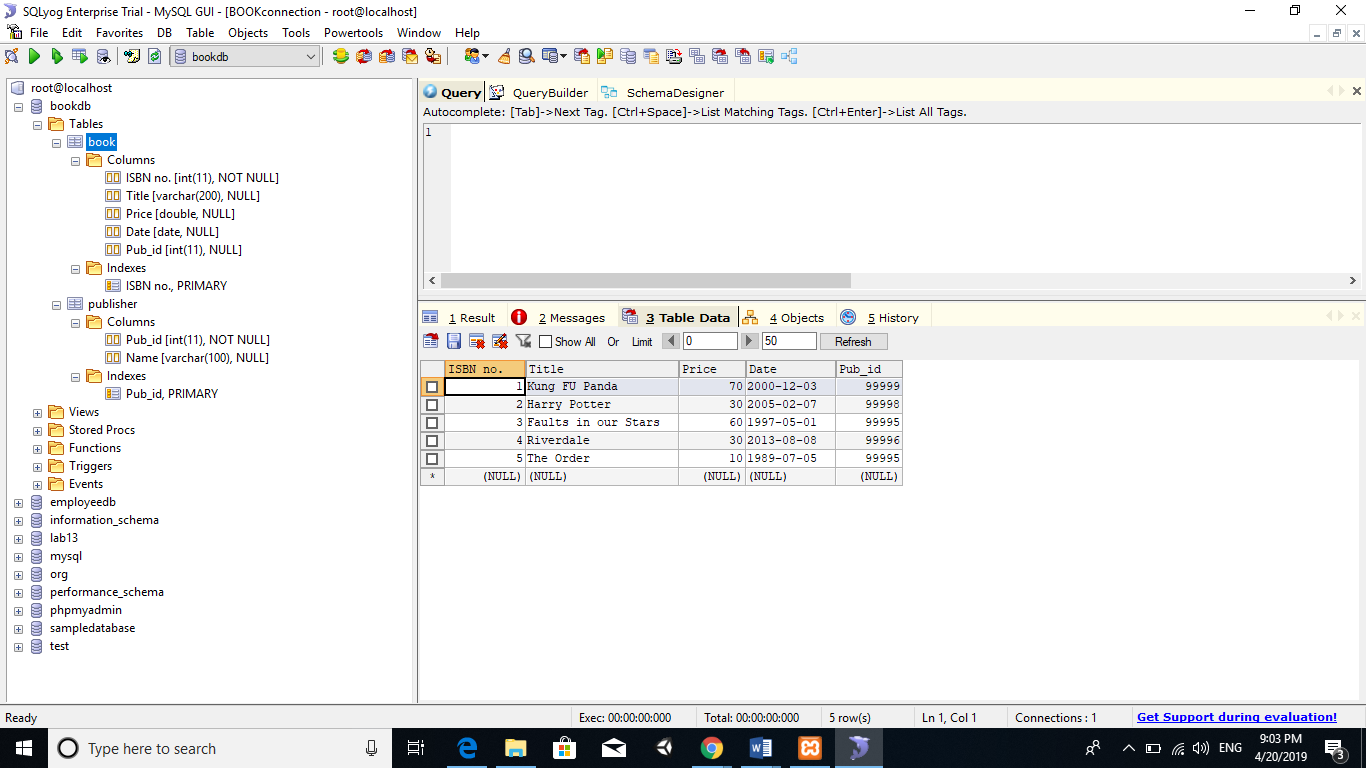 SQLyog Enterprise Trial - MySQL GUI - [BOOKconnection - root@localhost]
File Edit Favorites DB Table Objects Tools Powertools Window Help
bookdb
root@localhost
bookdb
Tables
book
Columns
ISBN no. [int(11), NOT NULL]
Title [varchar(200), NULL]
Price [double, NULL]
Date [date, NULL]
Pub_id [int(11), NULL]
Indexes
ISBN no., PRIMARY
publisher
Columns
Pub_id [int(11), NOT NULL]
Name [varchar(100), NULL]
Indexes
Pub_id, PRIMARY
Views
Stored Procs
Functions
Triggers
Events
employeedb
information_schema
lab13
mysql
org
performance_schema
phpmyadmin
sampledatabase
test
Query QueryBuilder SchemaDesigner
Autocomplete: [Tab]->Next Tag. [Ctrl+Space]->List Matching Tags. [Ctrl+Enter]->List All Tags.
1
1 Result 2 Messages 3 Table Data 4 Objects 5 History
Show All Or Limit 0 50 Refresh
ISBN no. Title Price Date Pub_id
1 Kung FU Panda 70 2000-12-03 99999
2 Harry Potter 30 2005-02-07 99998
3 Faults in our Stars 60 1997-05-01 99995
4 Riverdale 30 2013-08-08 99996
5 The Order 10 1989-07-05 99995
* (NULL) (NULL) (NULL) (NULL) (NULL)
Ready Exec: 00:00:00:000 Total: 00:00:00:000 5 row(s) Ln 1, Col 1 Connections : 1 Get Support during evaluation!
Type here to search ENG 9:03 PM
4/20/2019 3